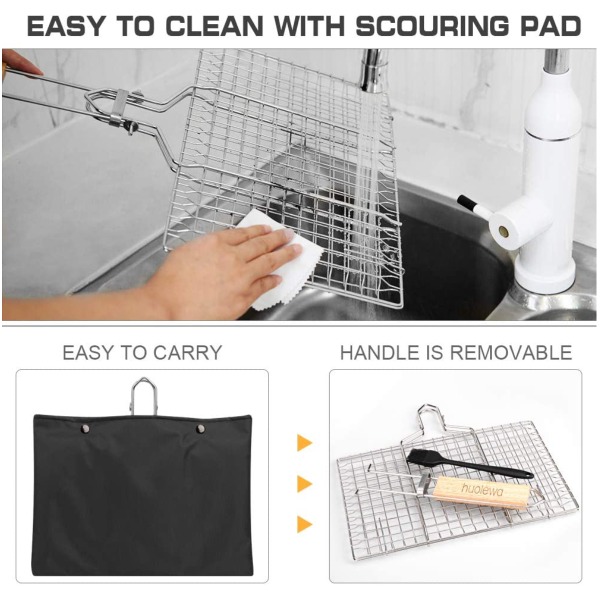 EASY TO CLEAN WITH SCOURING PAD
EASY TO CARRY
HANDLE IS REMOVABLE
huolewa